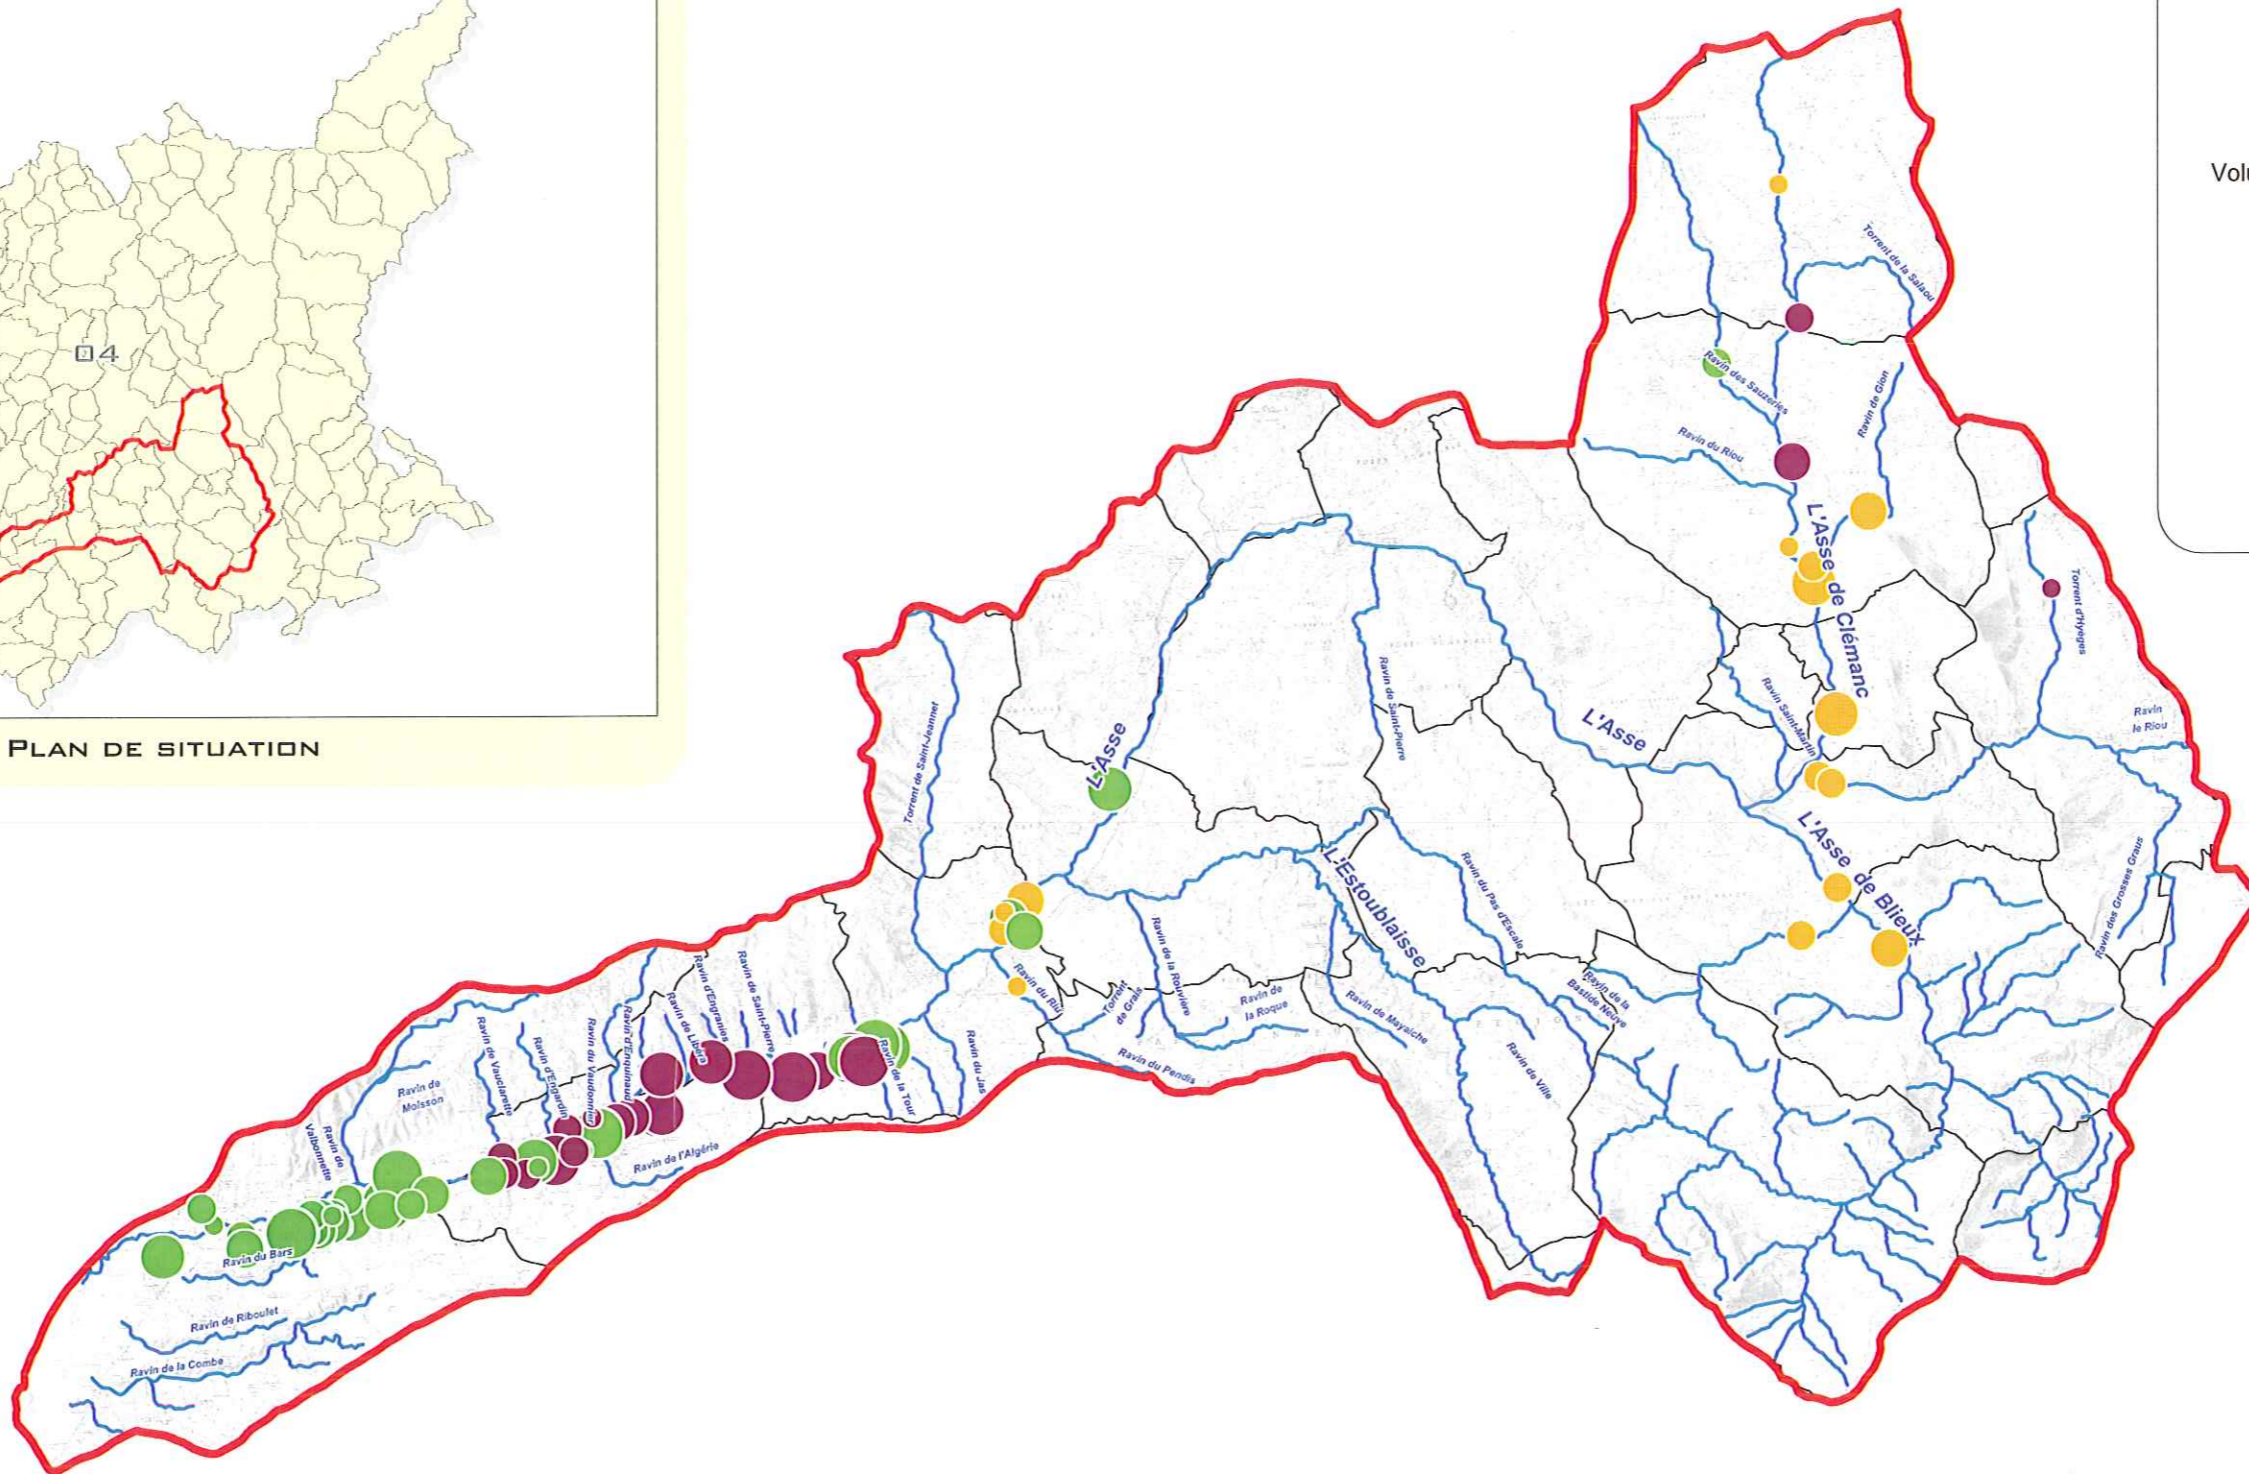 04
PLAN DE SITUATION
Volu
Torrent de la Salaou
Ravin des Sauzeries
Ravin de Gion
Ravin du Riou
L'Asse de Clémanc
Torrent d'Hyèges
Ravin
le Riou
Ravin Saint-Martin
Ravin de Saint-Pierre
L'Asse
L'Asse
Torrent de Saint-Jeannet
L'Asse de Blieux
Ravin des Grosses Graus
L'Estoublaisse
Ravin du Pas d'Escale
Ravin de la Rouvière
Ravin du Riu
Torrent
de Grais
Ravin de
la Roque
Ravin de Mayaiche
Ravin de la
Bastide Neuve
Ravin de Ville
Ravin du Pendis
Ravin du Jas
Ravin de la Tour
Ravin de Saint-Pierre
Ravin d'Engranies
Ravin de Libera
Ravin d'Enguinaud
Ravin du Vaudonnier
Ravin d'Engardin
Ravin de Vauclarette
Ravin de
Moisson
Ravin de
Valbonnette
Ravin de l'Algérie
Ravin du Bars
Ravin de Riboulet
Ravin de la Combe